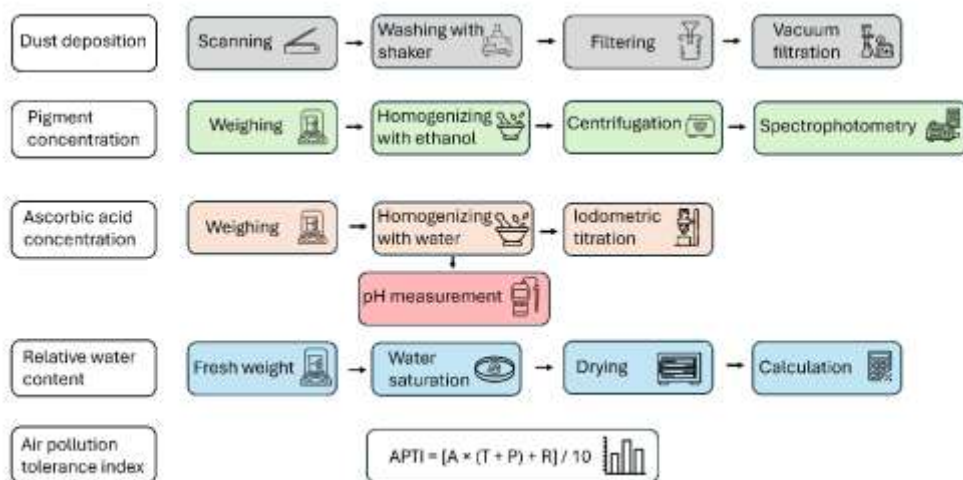 Dust deposition
Scanning
Washing with
shaker
Filtering
Vacuum
filtration
Pigment
concentration
Weighing
Homogenizing
with ethanol
Centrifugation
Spectrophotometry
Ascorbic acid
concentration
Weighing
Homogenizing
with water
Iodometric
titration
pH measurement
Relative water
content
Fresh weight
Water
saturation
Drying
Calculation
Air pollution
tolerance index
APTI = [A × (T + P) + R] / 10